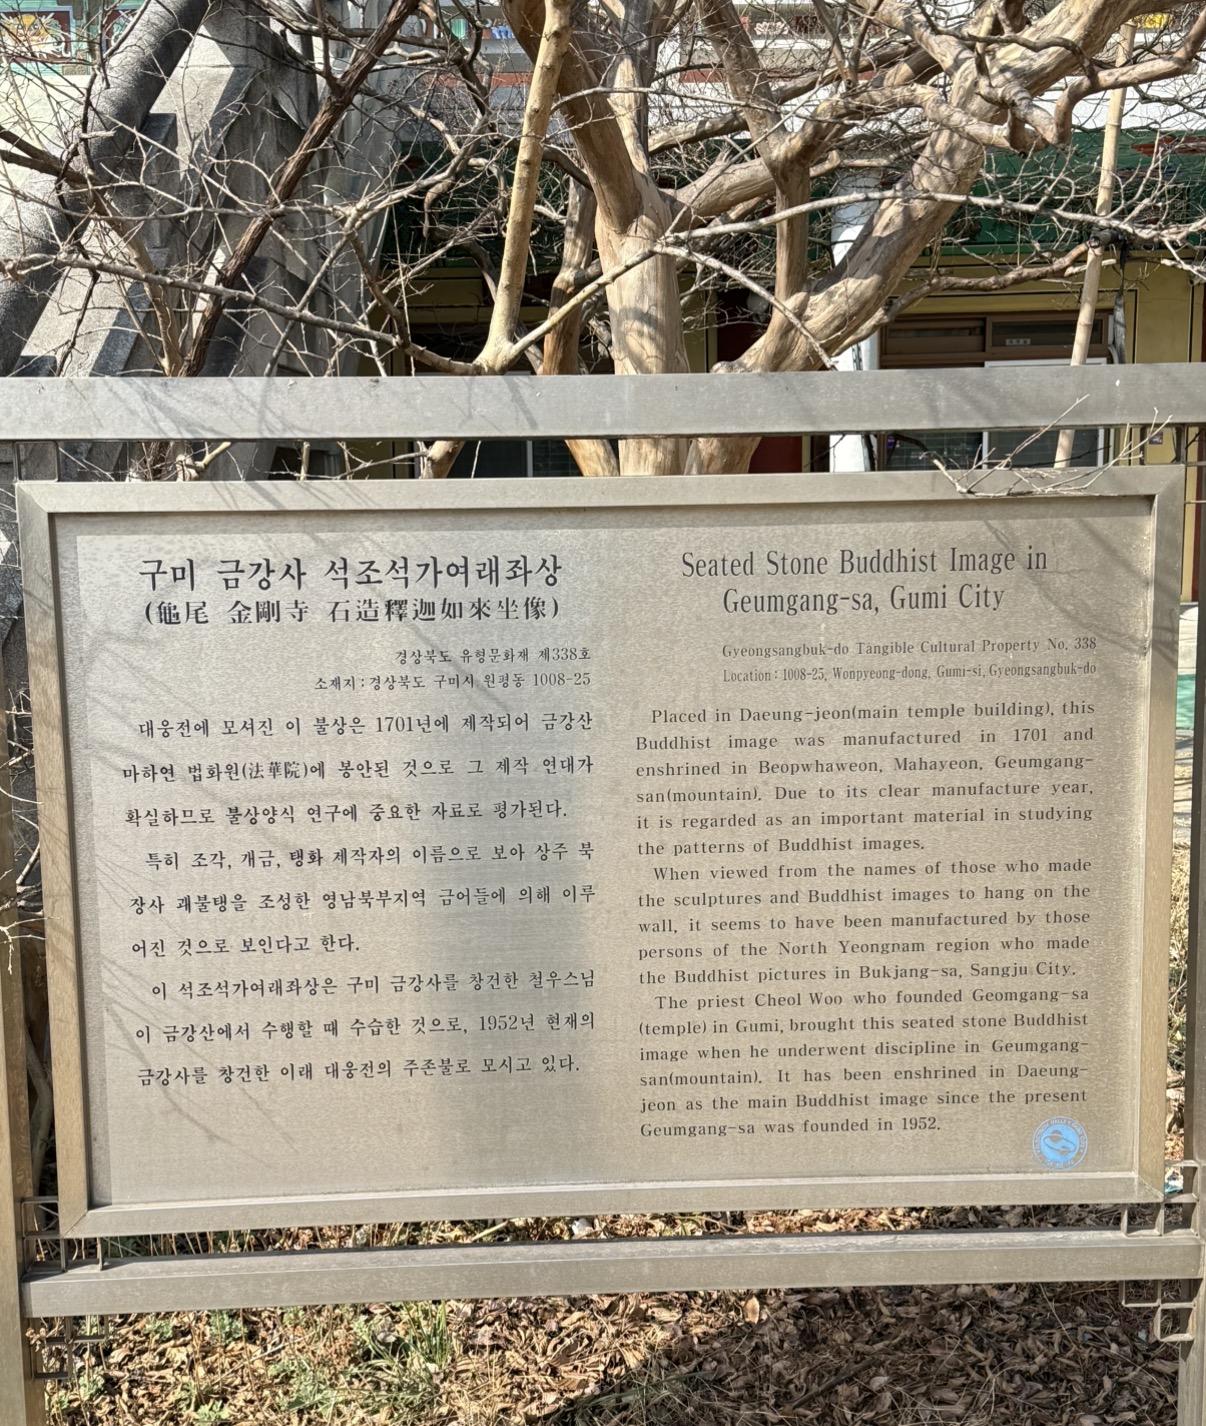 구미 금강사 석조석가여래좌상
(龜尾 金剛寺 石造釋迦如來坐像)
경상북도 유형문화재 제338호
소재지 : 경상북도 구미시 원평동 1008-25
대웅전에 모셔진 이 불상은 1701년에 제작되어 금강산
마하연 법화원(法華院)에 봉안된 것으로 그 제작 연대가
확실하므로 불상양식 연구에 중요한 자료로 평가된다.
특히 조각, 개금, 탱화 제작자의 이름으로 보아 상주 북
장사 괘불탱을 조성한 영남북부지역 금어들에 의해 이루
어진 것으로 보인다고 한다.
이 석조석가여래좌상은 구미 금강사를 창건한 철우스님
이 금강산에서 수행할 때 수습한 것으로, 1952년 현재의
금강사를 창건한 이래 대웅전의 주존불로 모시고 있다.
Seated Stone Buddhist Image in
Geumgang-sa, Gumi City
Gyeongsangbuk-do Tangible Cultural Property No. 338
Location : 1008-25, Wonpyeong-dong, Gumi-si, Gyeongsangbuk-do
Placed in Daeung-jeon(main temple building), this
Buddhist image was manufactured in 1701 and
enshrined in Beopwhaweon, Mahayeon, Geumgang-
san(mountain). Due to its clear manufacture year,
it is regarded as an important material in studying
the patterns of Buddhist images.
When viewed from the names of those who made
the sculptures and Buddhist images to hang on the
wall, it seems to have been manufactured by those
persons of the North Yeongnam region who made
the Buddhist pictures in Bukjang-sa, Sangju City.
The priest Cheol Woo who founded Geomgang-sa
(temple) in Gumi, brought this seated stone Buddhist
image when he underwent discipline in Geumgang-
san(mountain). It has been enshrined in Daeung-
jeon as the main Buddhist image since the present
Geumgang-sa was founded in 1952.